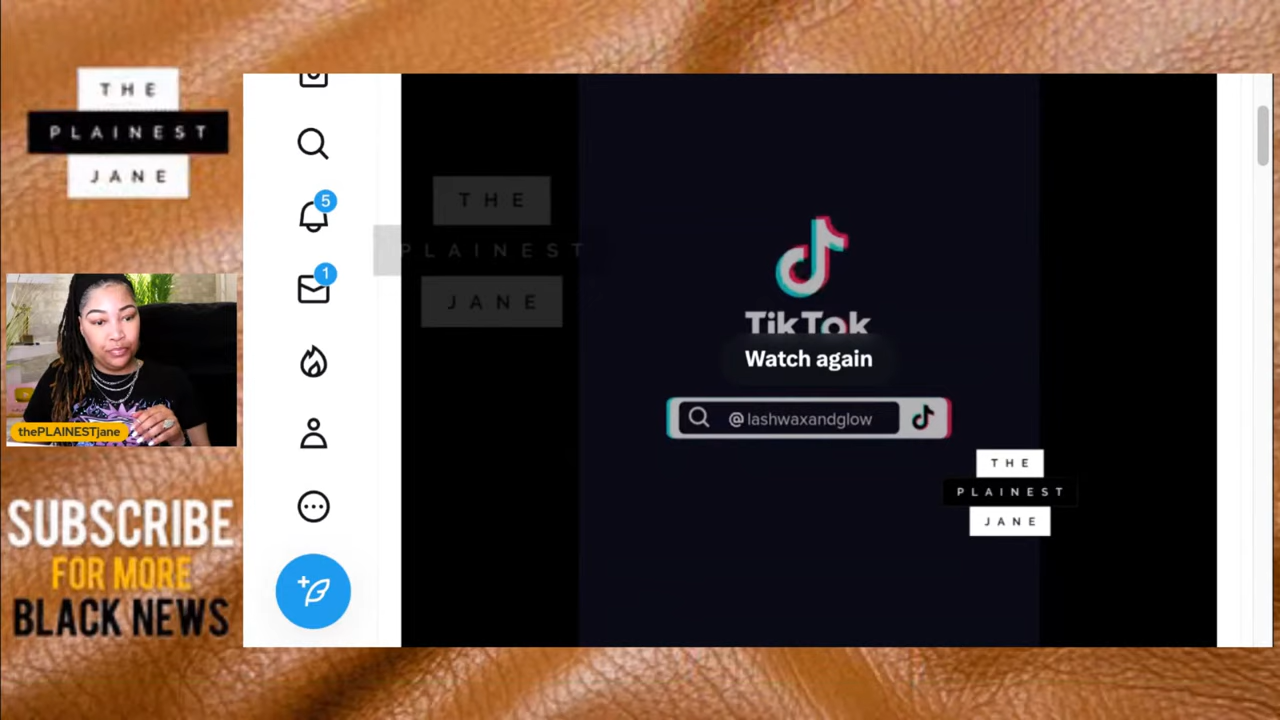 THE
PLAINEST
JANE
thePLAINESTjane
SUBSCRIBE
FOR MORE
BLACK NEWS
5
1
THE
PLAINEST
JANE
TikTok
Watch again
@lashwaxandglow
THE
PLAINEST
JANE